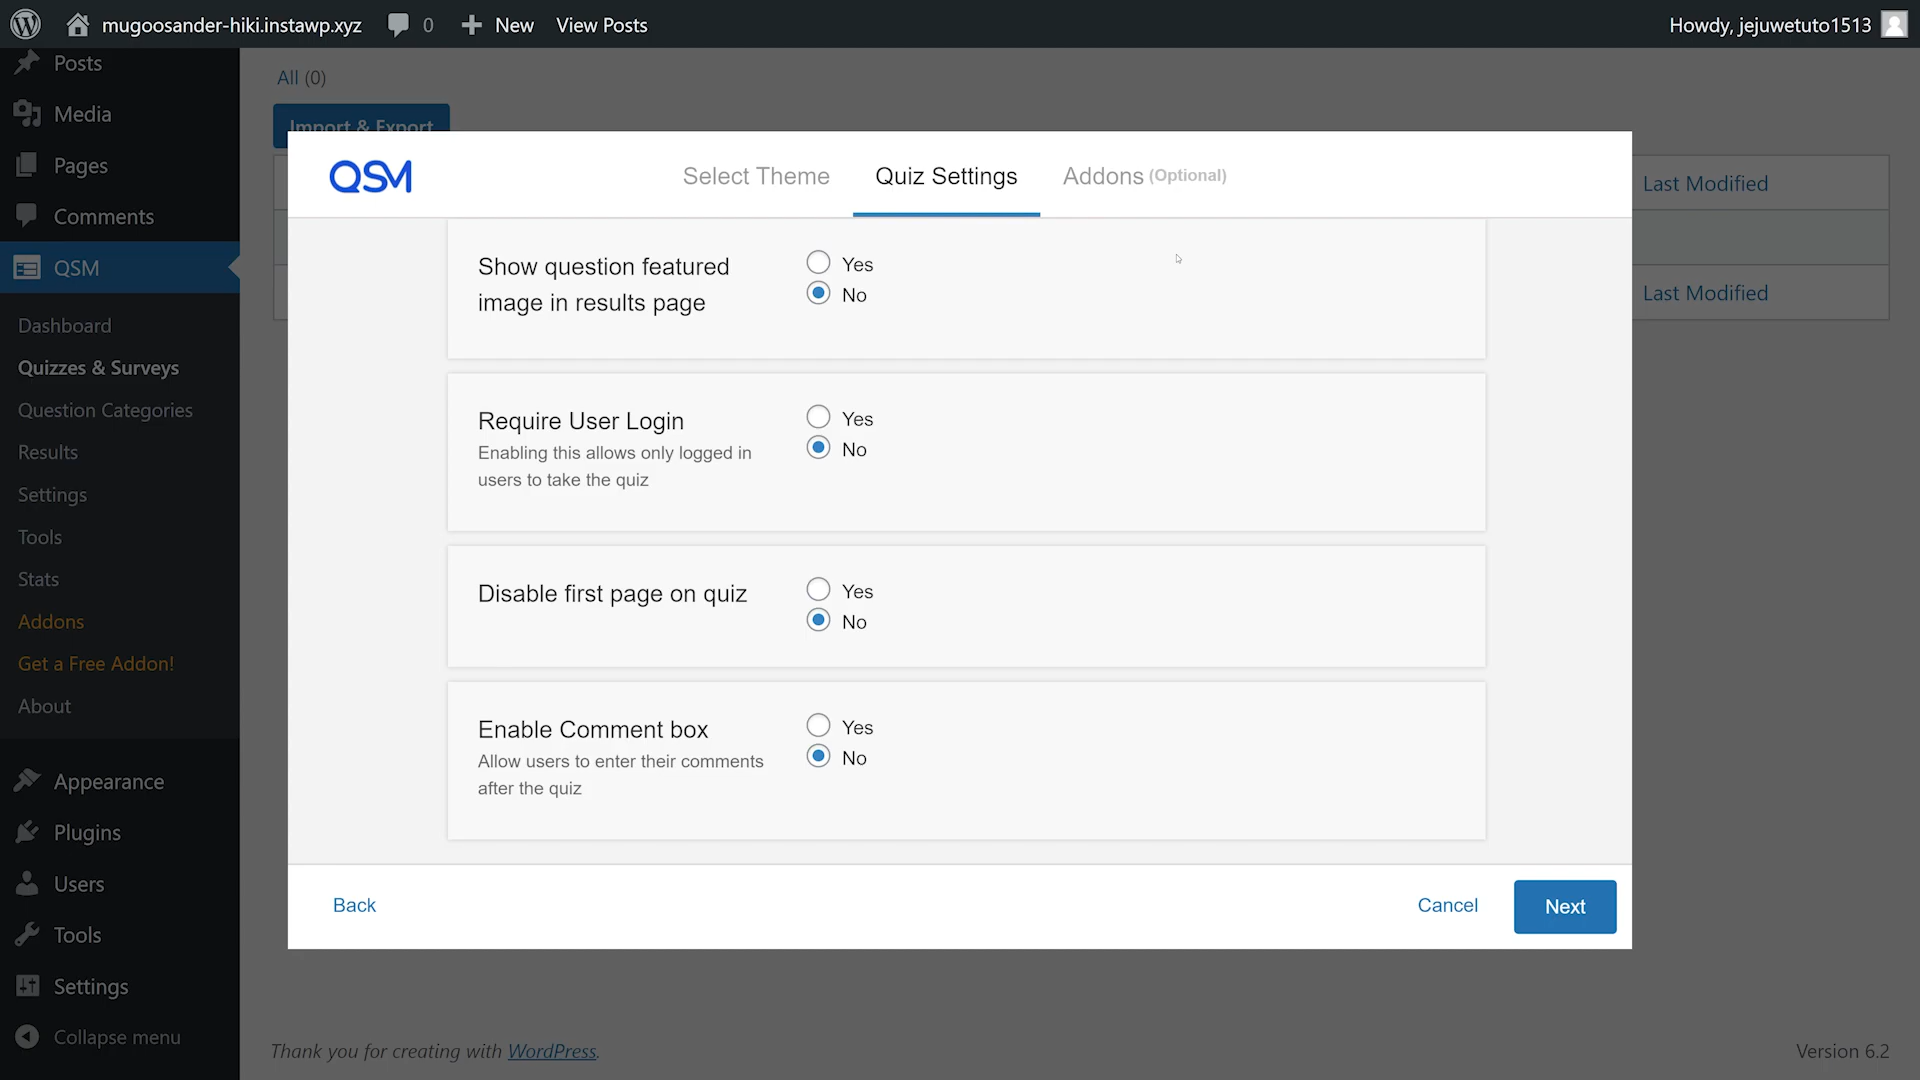 mugoosander-hiki.instawp.xyz
0
New
View Posts
Howdy, jejuwetuto1513
Posts
Media
Pages
Comments
QSM
Dashboard
Quizzes & Surveys
Question Categories
Results
Settings
Tools
Stats
Addons
Get a Free Addon!
About
Appearance
Plugins
Users
Tools
Settings
Collapse menu
All (0)
Import & Export
Last Modified
Last Modified
QSM
Select Theme
Quiz Settings
Addons (Optional)
Show question featured
image in results page
Yes
No
Require User Login
Enabling this allows only logged in
users to take the quiz
Yes
No
Disable first page on quiz
Yes
No
Enable Comment box
Allow users to enter their comments
after the quiz
Yes
No
Back
Cancel
Next
Thank you for creating with WordPress.
Version 6.2